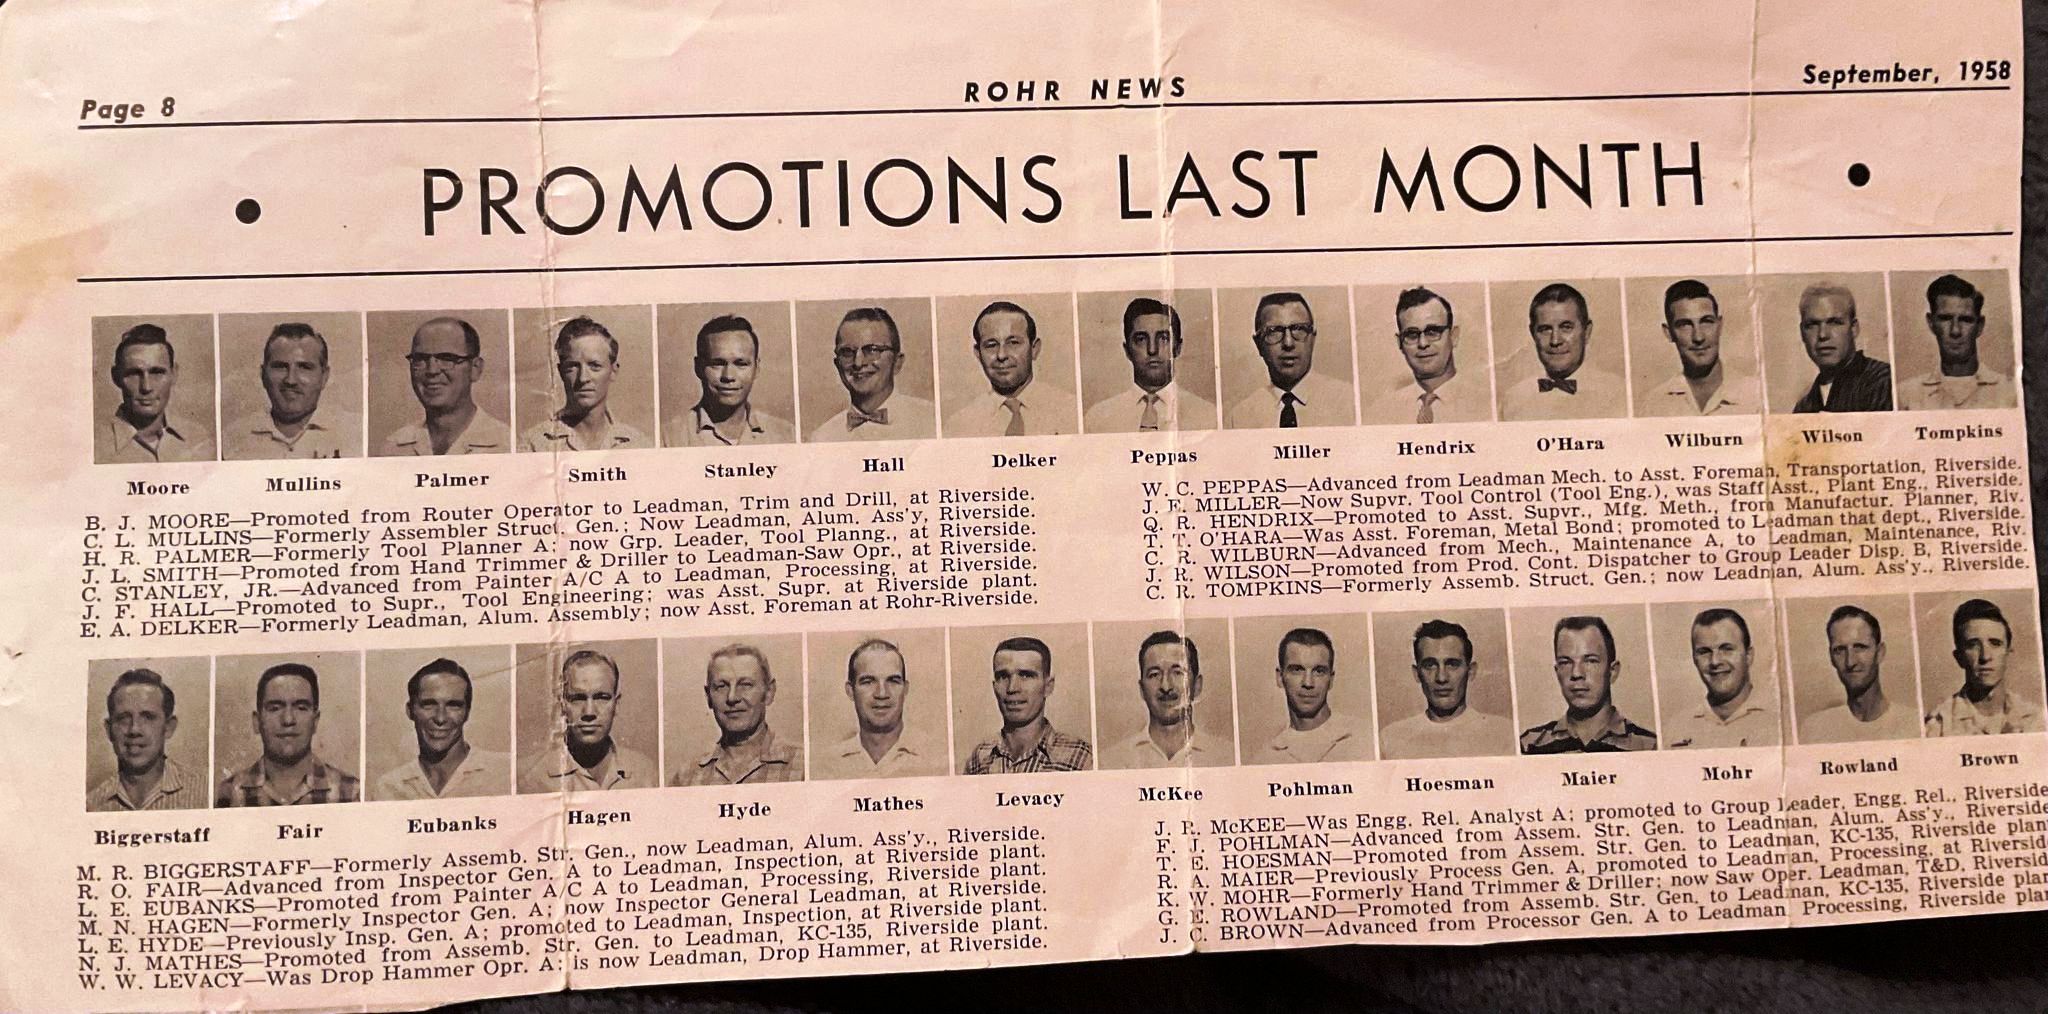 Page 8
ROHR NEWS
September, 1958
• PROMOTIONS LAST MONTH •
Moore Mullins Palmer Smith Stanley Hall Delker Peppas Miller Hendrix O'Hara Wilburn Wilson Tompkins
B. J. MOORE—Promoted from Router Operator to Leadman, Trim and Drill, at Riverside.
C. L. MULLINS—Formerly Assembler Struct. Gen.; Now Leadman, Alum. Ass'y, Riverside.
H. R. PALMER—Formerly Tool Planner A; now Grp. Leader, Tool Planng., at Riverside.
J. L. SMITH—Promoted from Hand Trimmer & Driller to Leadman-Saw Opr., at Riverside.
C. STANLEY, JR.—Advanced from Painter A/C A to Leadman, Processing, at Riverside.
J. F. HALL—Promoted to Supr., Tool Engineering; was Asst. Supr. at Riverside plant.
E. A. DELKER—Formerly Leadman, Alum. Assembly; now Asst. Foreman at Rohr-Riverside.
W. C. PEPPAS—Advanced from Leadman Mech. to Asst. Foreman, Transportation, Riverside.
J. E. MILLER—Now Supvr. Tool Control (Tool Eng.), was Staff Asst., Plant Eng., Riverside.
Q. R. HENDRIX—Promoted to Asst. Supvr., Mfg. Meth., from Manufactur. Planner, Riv.
T. T. O'HARA—Was Asst. Foreman, Metal Bond; promoted to Leadman that dept., Riverside.
C. R. WILBURN—Advanced from Mech., Maintenance A, to Leadman, Maintenance, Riv.
J. R. WILSON—Promoted from Prod. Cont. Dispatcher to Group Leader Disp. B, Riverside.
C. R. TOMPKINS—Formerly Assemb. Struct. Gen.; now Leadman, Alum. Ass'y., Riverside.
Biggerstaff Fair Eubanks Hagen Hyde Mathes Levacy McKee Pohlman Hoesman Maier Mohr Rowland Brown
M. R. BIGGERSTAFF—Formerly Assemb. Str. Gen., now Leadman, Alum. Ass'y., Riverside.
R. O. FAIR—Advanced from Inspector Gen. A to Leadman, Inspection, at Riverside plant.
L. E. EUBANKS—Promoted from Painter A/C A to Leadman, Processing, Riverside plant.
M. N. HAGEN—Formerly Inspector Gen. A; now Inspector General Leadman, at Riverside.
L. E. HYDE—Previously Insp. Gen. A; promoted to Leadman, Inspection, at Riverside plant.
N. J. MATHES—Promoted from Assemb. Str. Gen. to Leadman, KC-135, Riverside plant.
W. W. LEVACY—Was Drop Hammer Opr. A; is now Leadman, Drop Hammer, at Riverside.
J. McKEE—Was Engg. Rel. Analyst A; promoted to Group Leader, Engg. Rel., Riverside
F. J. POHLMAN—Advanced from Assem. Str. Gen. to Leadman, Alum. Ass'y., Riverside
T. E. HOESMAN—Promoted from Assem. Str. Gen. to Leadman, KC-135, Riverside plan
R. A. MAIER—Previously Process Gen. A, promoted to Leadman, Processing, at Riverside
K. W. MOHR—Formerly Hand Trimmer & Driller; now Saw Oper. Leadman, T&D, Riversid
G. E. ROWLAND—Promoted from Assemb. Str. Gen. to Leadman, KC-135, Riverside plan
J. C. BROWN—Advanced from Processor Gen. A to Leadman Processing, Riverside pla